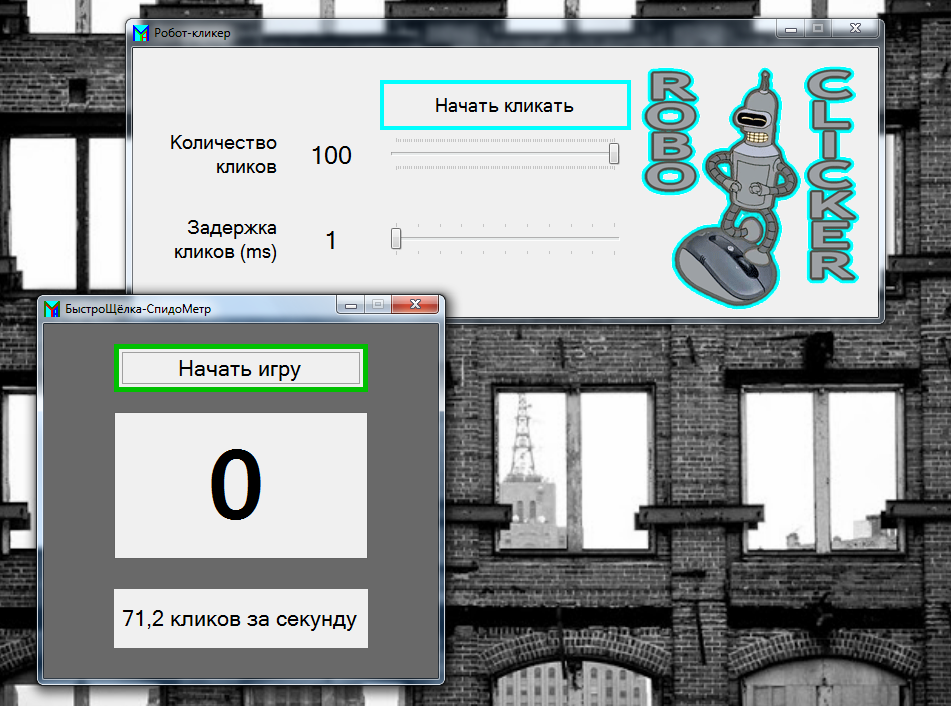 Робот-кликер
Начать кликать
Количество
кликов
100
Задержка
кликов (ms)
1
ROBO
CLICKER
БыстроЩёлка-СпидоМетр
Начать игру
0
71,2 кликов за секунду